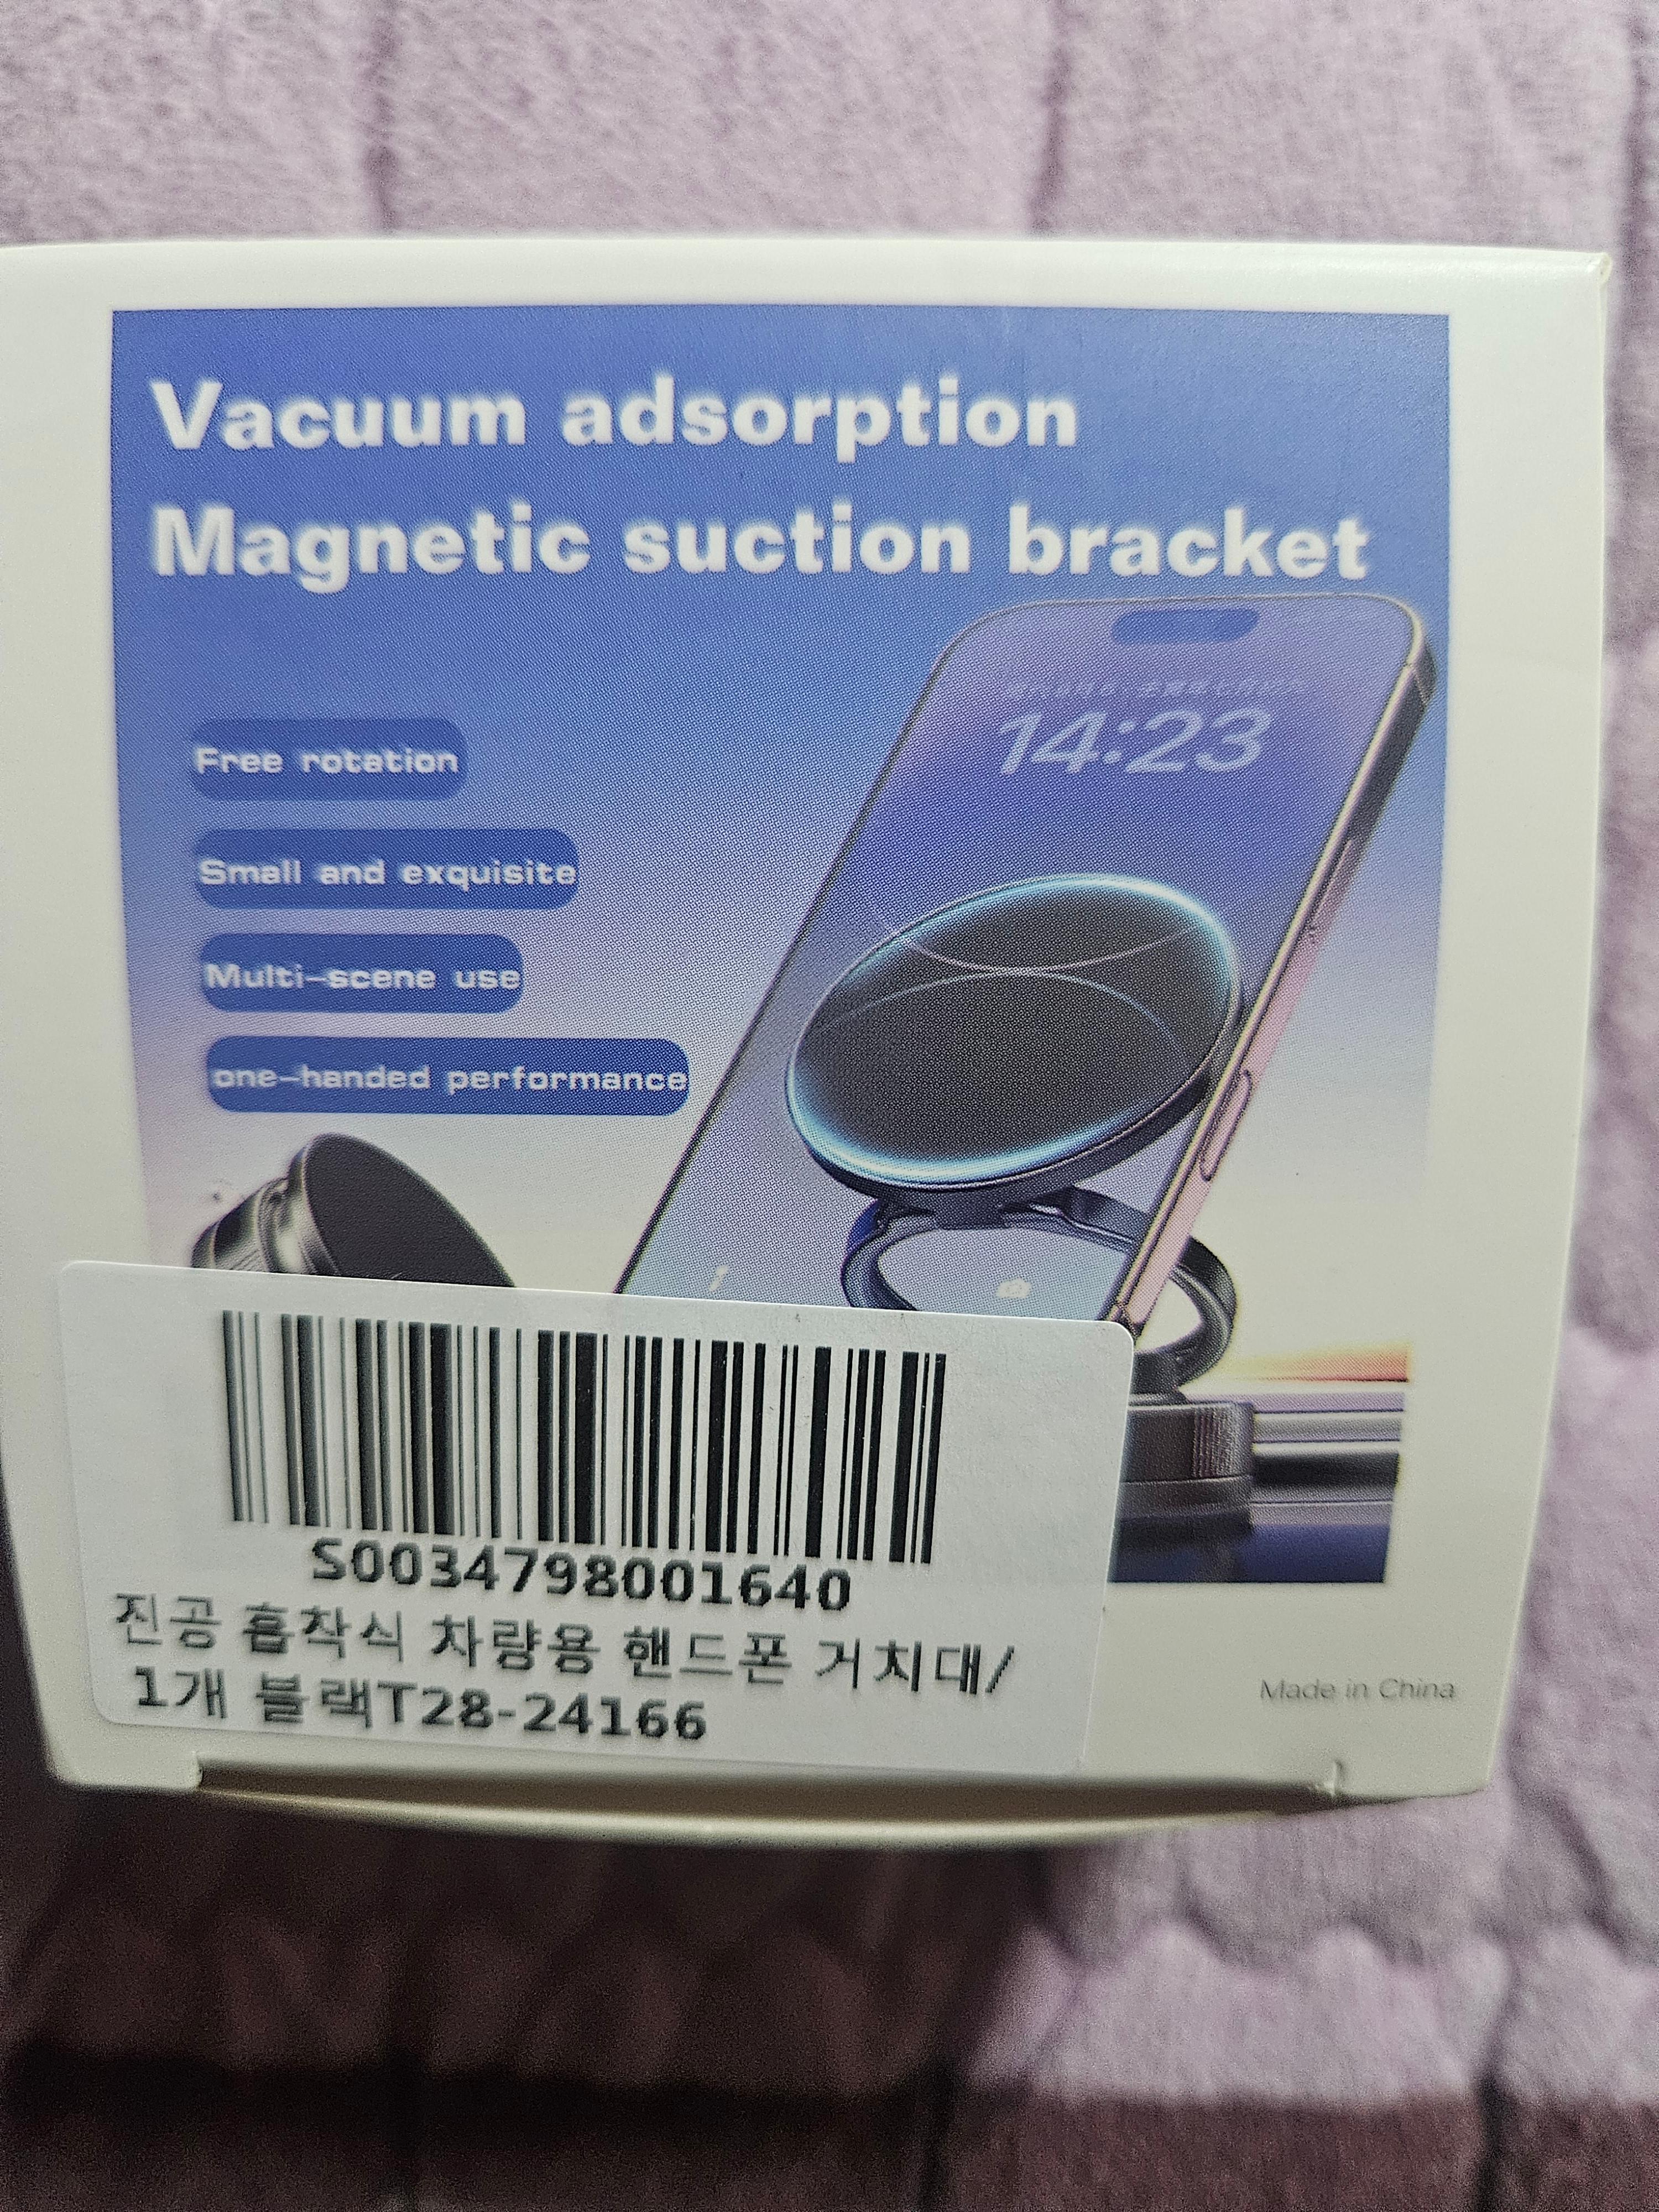 Vacuum adsorption
Magnetic suction bracket
14:23
Free rotation
Small and exquisite
Multi-scene use
one-handed performance
S0034798001640
진공 흡착식 차량용 핸드폰 거치대/
1개 블랙T28-24166
Made in China